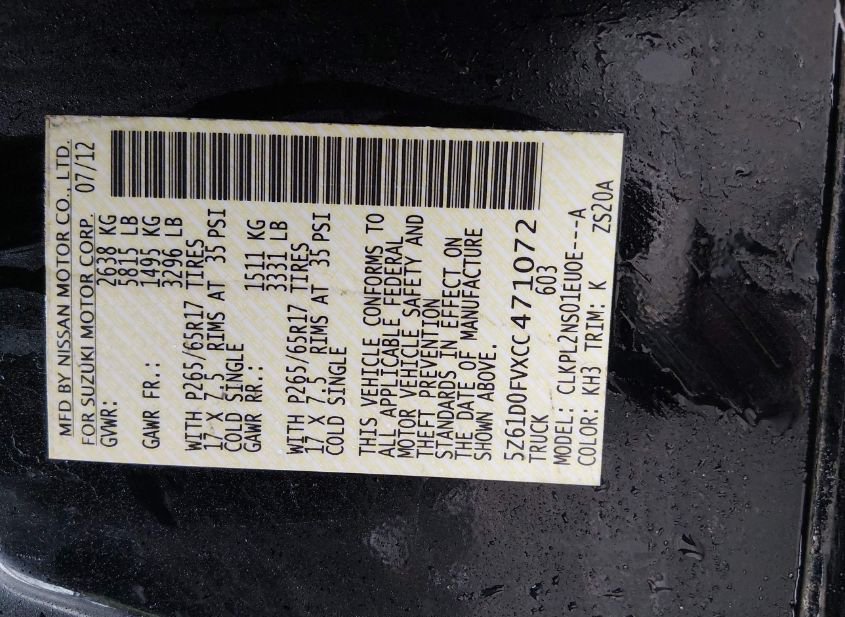 MFD BY NISSAN MOTOR CO., LTD.
FOR SUZUKI MOTOR CORP. 07/12
GVWR: 2638 KG
5815 LB
GAWR FR.: 1495 KG
3296 LB
WITH P265/65R17 TIRES
17 X 7.5 RIMS AT 35 PSI
COLD SINGLE
GAWR RR.: 1511 KG
3331 LB
WITH P265/65R17 TIRES
17 X 7.5 RIMS AT 35 PSI
COLD SINGLE
THIS VEHICLE CONFORMS TO
ALL APPLICABLE FEDERAL
MOTOR VEHICLE SAFETY AND
THEFT PREVENTION
STANDARDS IN EFFECT ON
THE DATE OF MANUFACTURE
SHOWN ABOVE.
5Z61D0FVXCC471072
TRUCK 603
MODEL: CLKPL2NS01EU0E---A
COLOR: KH3 TRIM: K ZS20A